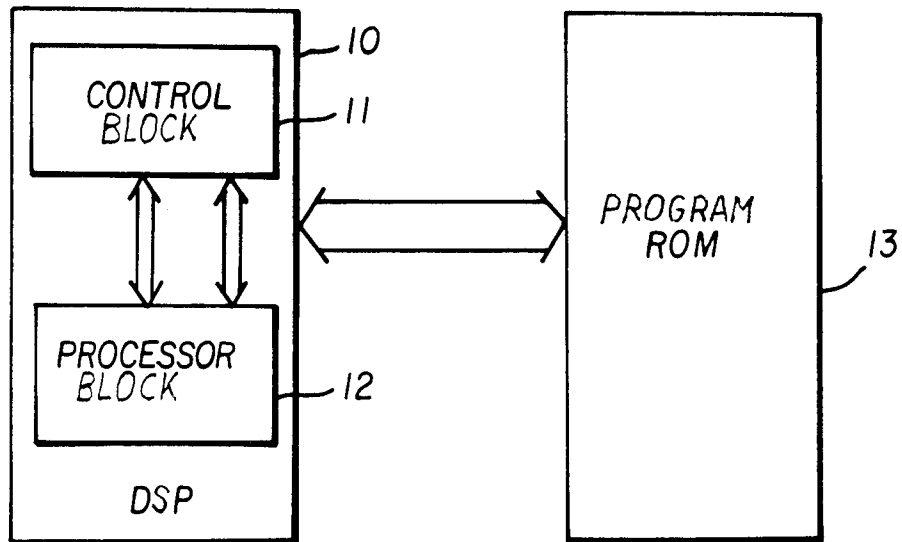 10
CONTROL
BLOCK
11
PROGRAM
ROM
13
PROCESSOR
BLOCK
12
DSP